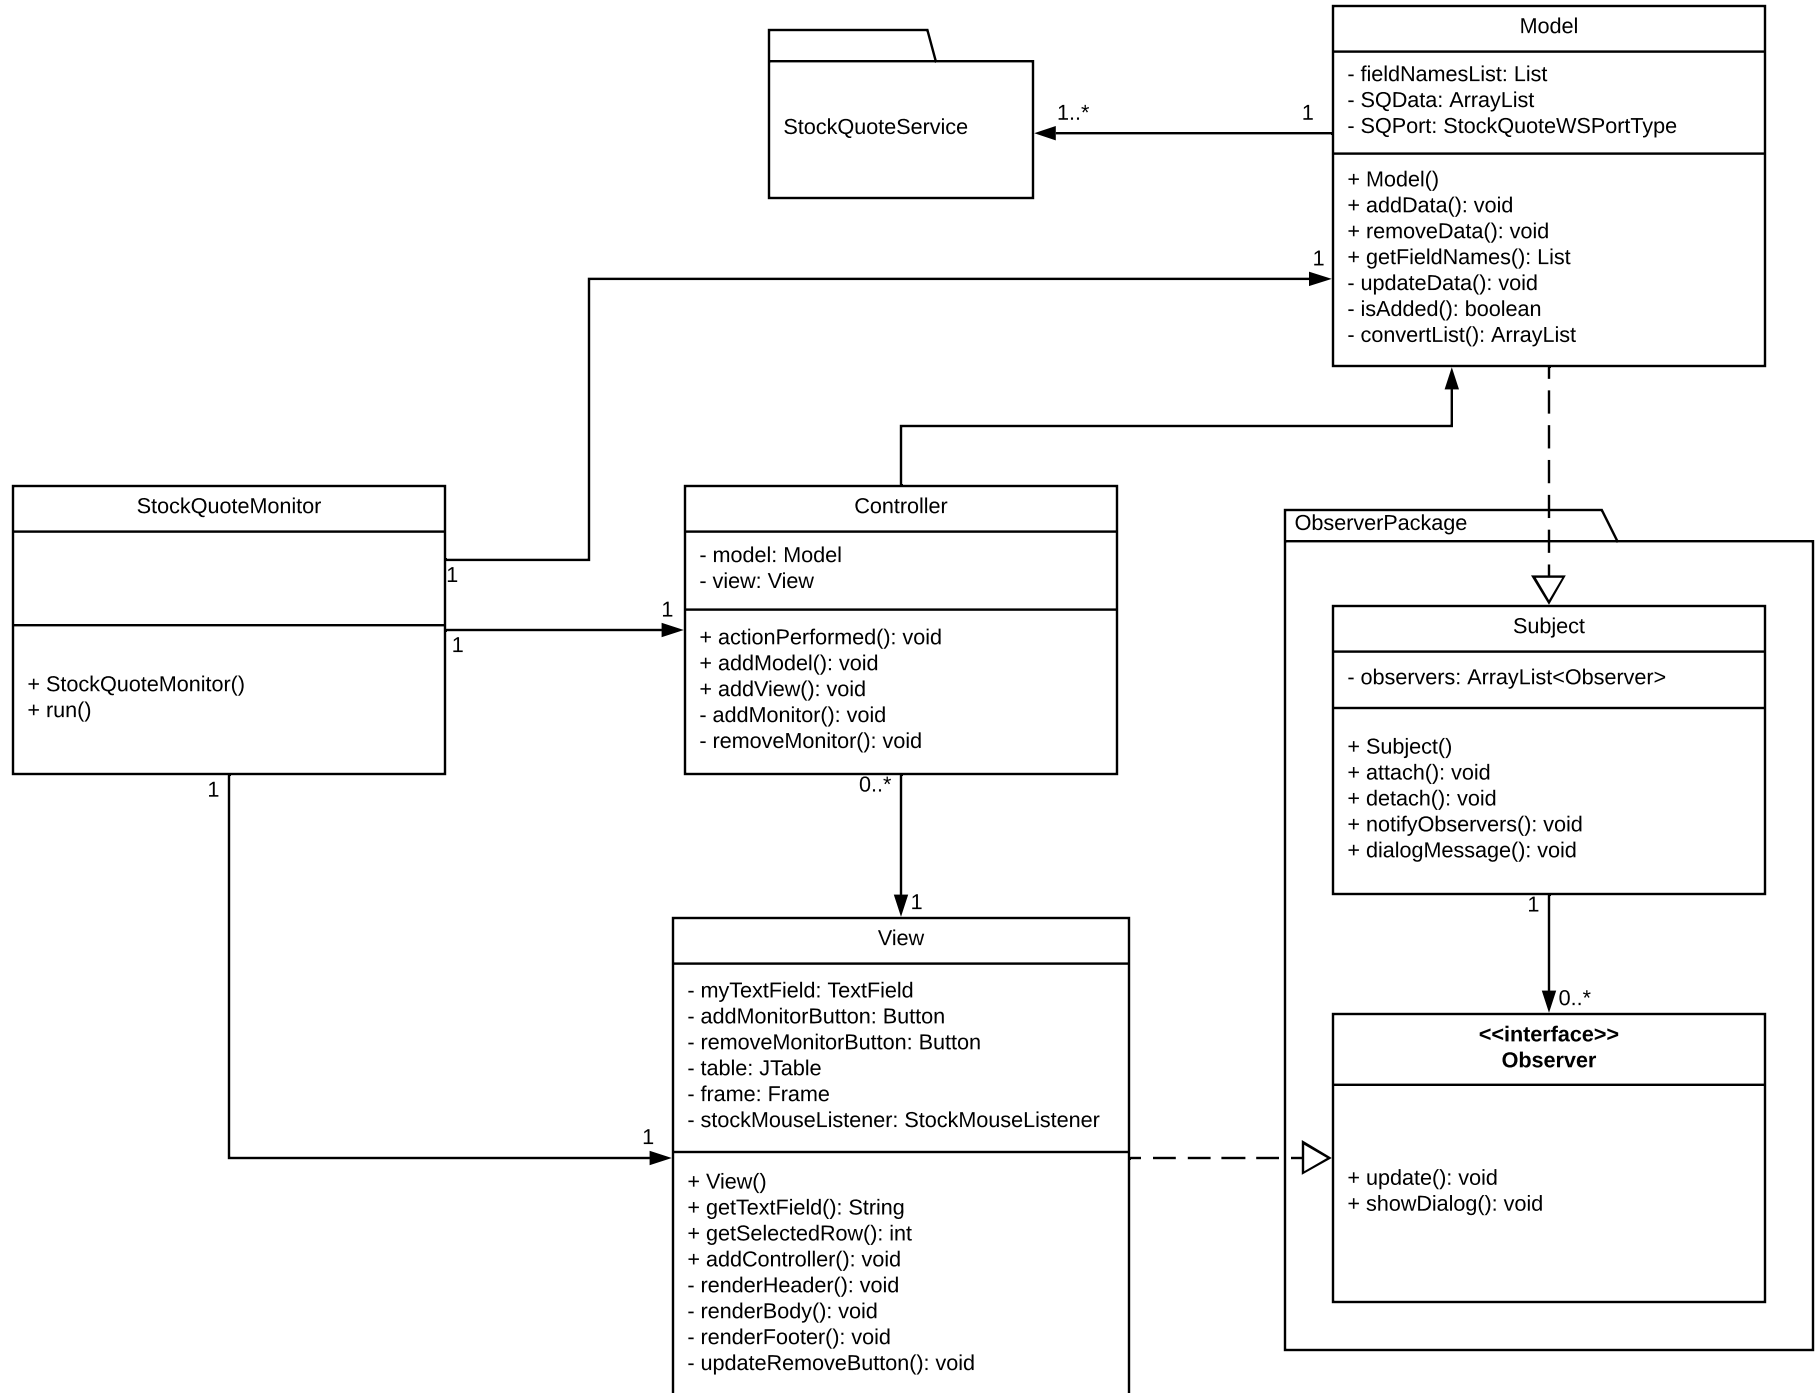 Model
- fieldNamesList: List
- SQData: ArrayList
- SQPort: StockQuoteWSPortType
+ Model()
+ addData(): void
+ removeData(): void
+ getFieldNames(): List
- updateData(): void
- isAdded(): boolean
- convertList(): ArrayList
StockQuoteService
1..*
1
1
StockQuoteMonitor
+ StockQuoteMonitor()
+ run()
1
1
1
1
Controller
- model: Model
- view: View
+ actionPerformed(): void
+ addModel(): void
+ addView(): void
- addMonitor(): void
- removeMonitor(): void
0..*
1
ObserverPackage
Subject
- observers: ArrayList<Observer>
+ Subject()
+ attach(): void
+ detach(): void
+ notifyObservers(): void
+ dialogMessage(): void
1
0..*
View
- myTextField: TextField
- addMonitorButton: Button
- removeMonitorButton: Button
- table: JTable
- frame: Frame
- stockMouseListener: StockMouseListener
+ View()
+ getTextField(): String
+ getSelectedRow(): int
+ addController(): void
- renderHeader(): void
- renderBody(): void
- renderFooter(): void
- updateRemoveButton(): void
1
<<interface>>
Observer
+ update(): void
+ showDialog(): void